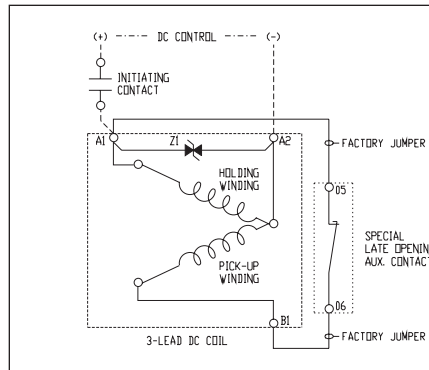 (+) DC CONTROL (-)
INITIATING
CONTACT
A1
Z1
A2
FACTORY JUMPER
HOLDING
WINDING
05
SPECIAL
LATE OPENIN
AUX. CONTACT
PICK-UP
WINDING
06
B1
FACTORY JUMPER
3-LEAD DC COIL